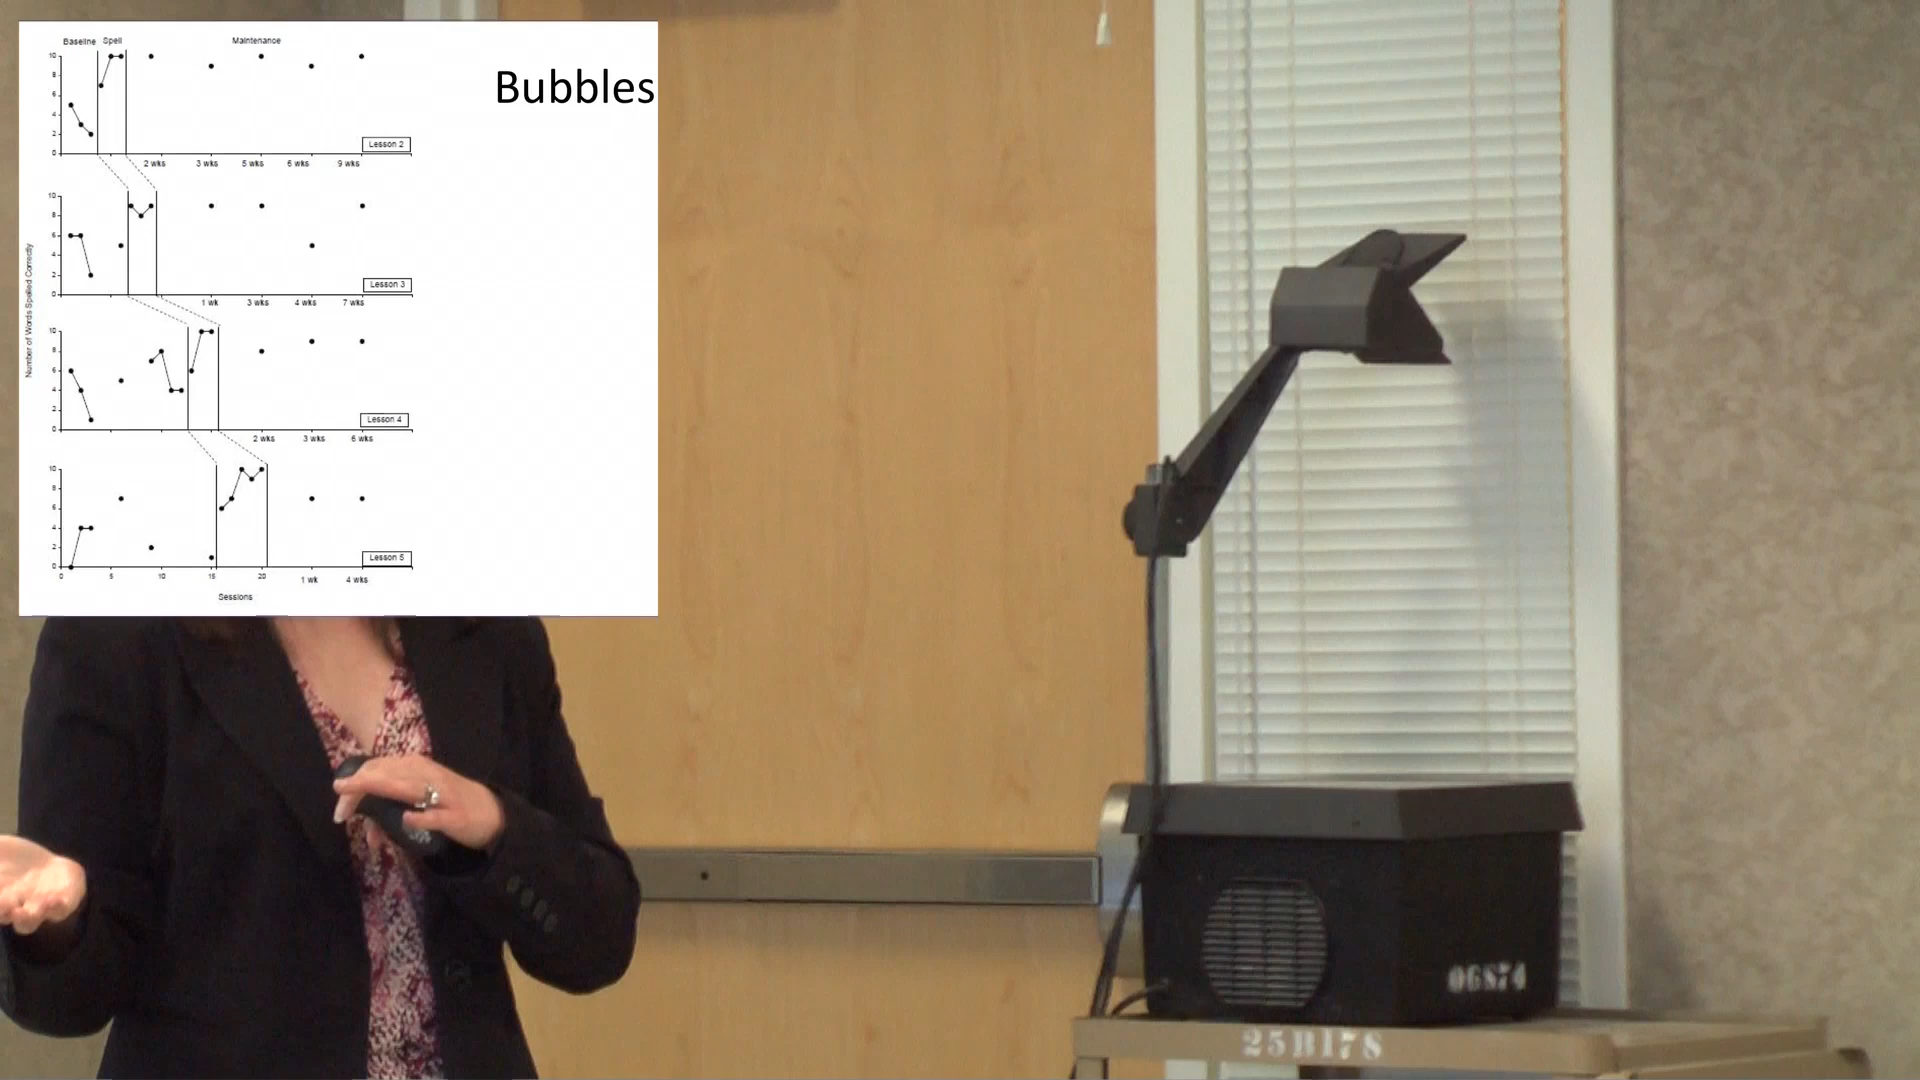 Baseline Spell Maintenance
Bubbles
10
8
6
4
2
0
Lesson 2
2 wks 3 wks 5 wks 6 wks 9 wks
10
8
6
4
2
0
Lesson 3
1 wk 3 wks 4 wks 7 wks
Number of Words Spelled Correctly
10
8
6
4
2
0
Lesson 4
2 wks 3 wks 6 wks
10
8
6
4
2
0
Lesson 5
0 5 10 15 20 1 wk 4 wks
Sessions
06874
25B178